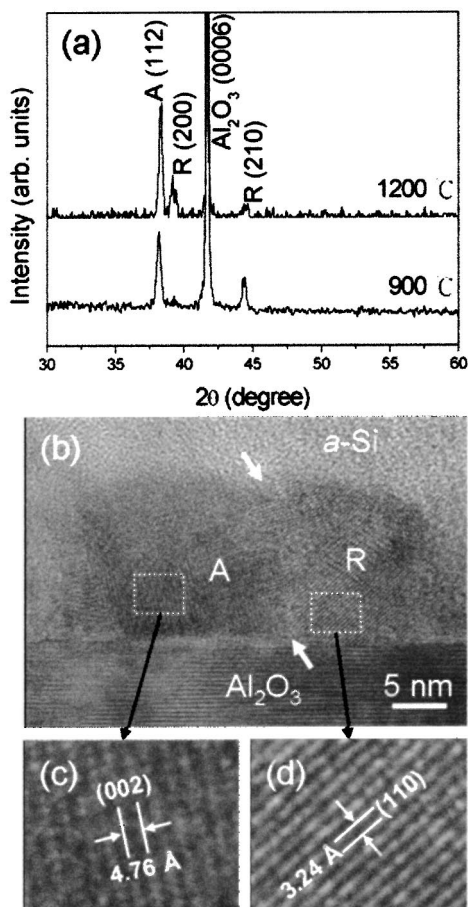 (a)
A (112)
R (200)
Al₂O₃ (0006)
R (210)
1200 ℃
900 ℃
Intensity (arb. units)
30 35 40 45 50 55 60
2θ (degree)
(b)
a-Si
A
R
Al₂O₃
5 nm
(c)
(002)
4.76 A
(d)
(110)
3.24 A